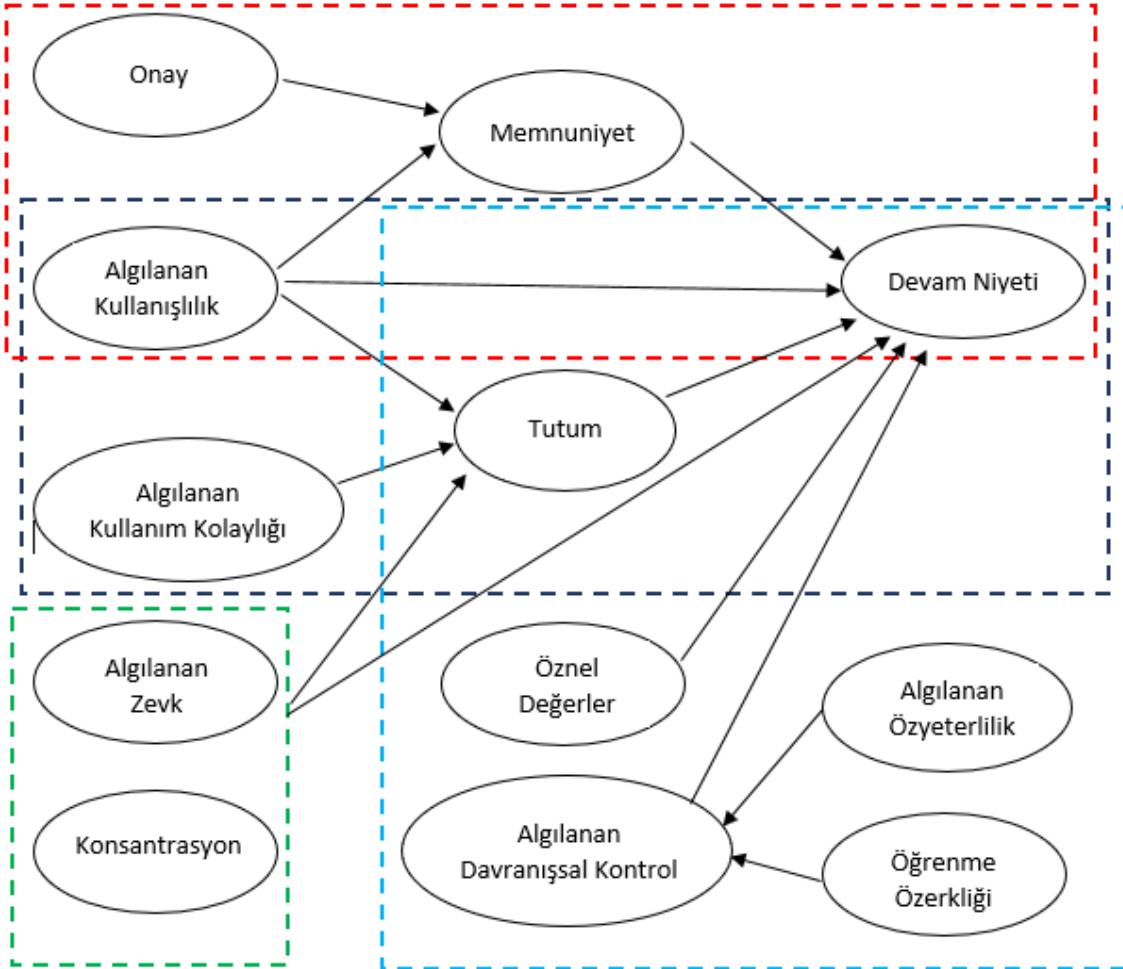 Onay
Memnuniyet
Algılanan
Kullanışlılık
Devam Niyeti
Tutum
Algılanan
Kullanım Kolaylığı
Algılanan
Zevk
Öznel
Değerler
Algılanan
Özyeterlilik
Konsantrasyon
Algılanan
Davranışsal Kontrol
Öğrenme
Özerkliği